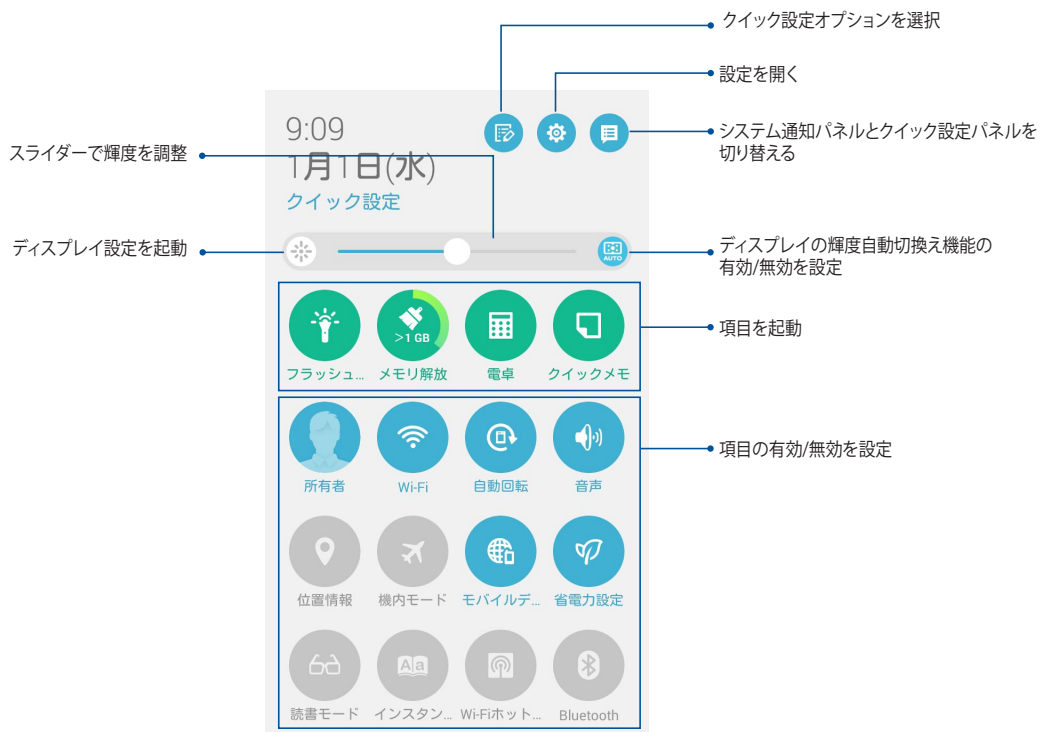 クイック設定オプションを選択
設定を開く
システム通知パネルとクイック設定パネルを
切り替える
スライダーで輝度を調整
9:09
1月1日(水)
クイック設定
ディスプレイ設定を起動
AUTO
ディスプレイの輝度自動切換え機能の
有効/無効を設定
>1 GB
項目を起動
フラッシュ... メモリ解放 電卓 クイックメモ
項目の有効/無効を設定
所有者 Wi-Fi 自動回転 音声
位置情報 機内モード モバイルデ... 省電力設定
Aa
読書モード インスタン... Wi-Fiホット... Bluetooth